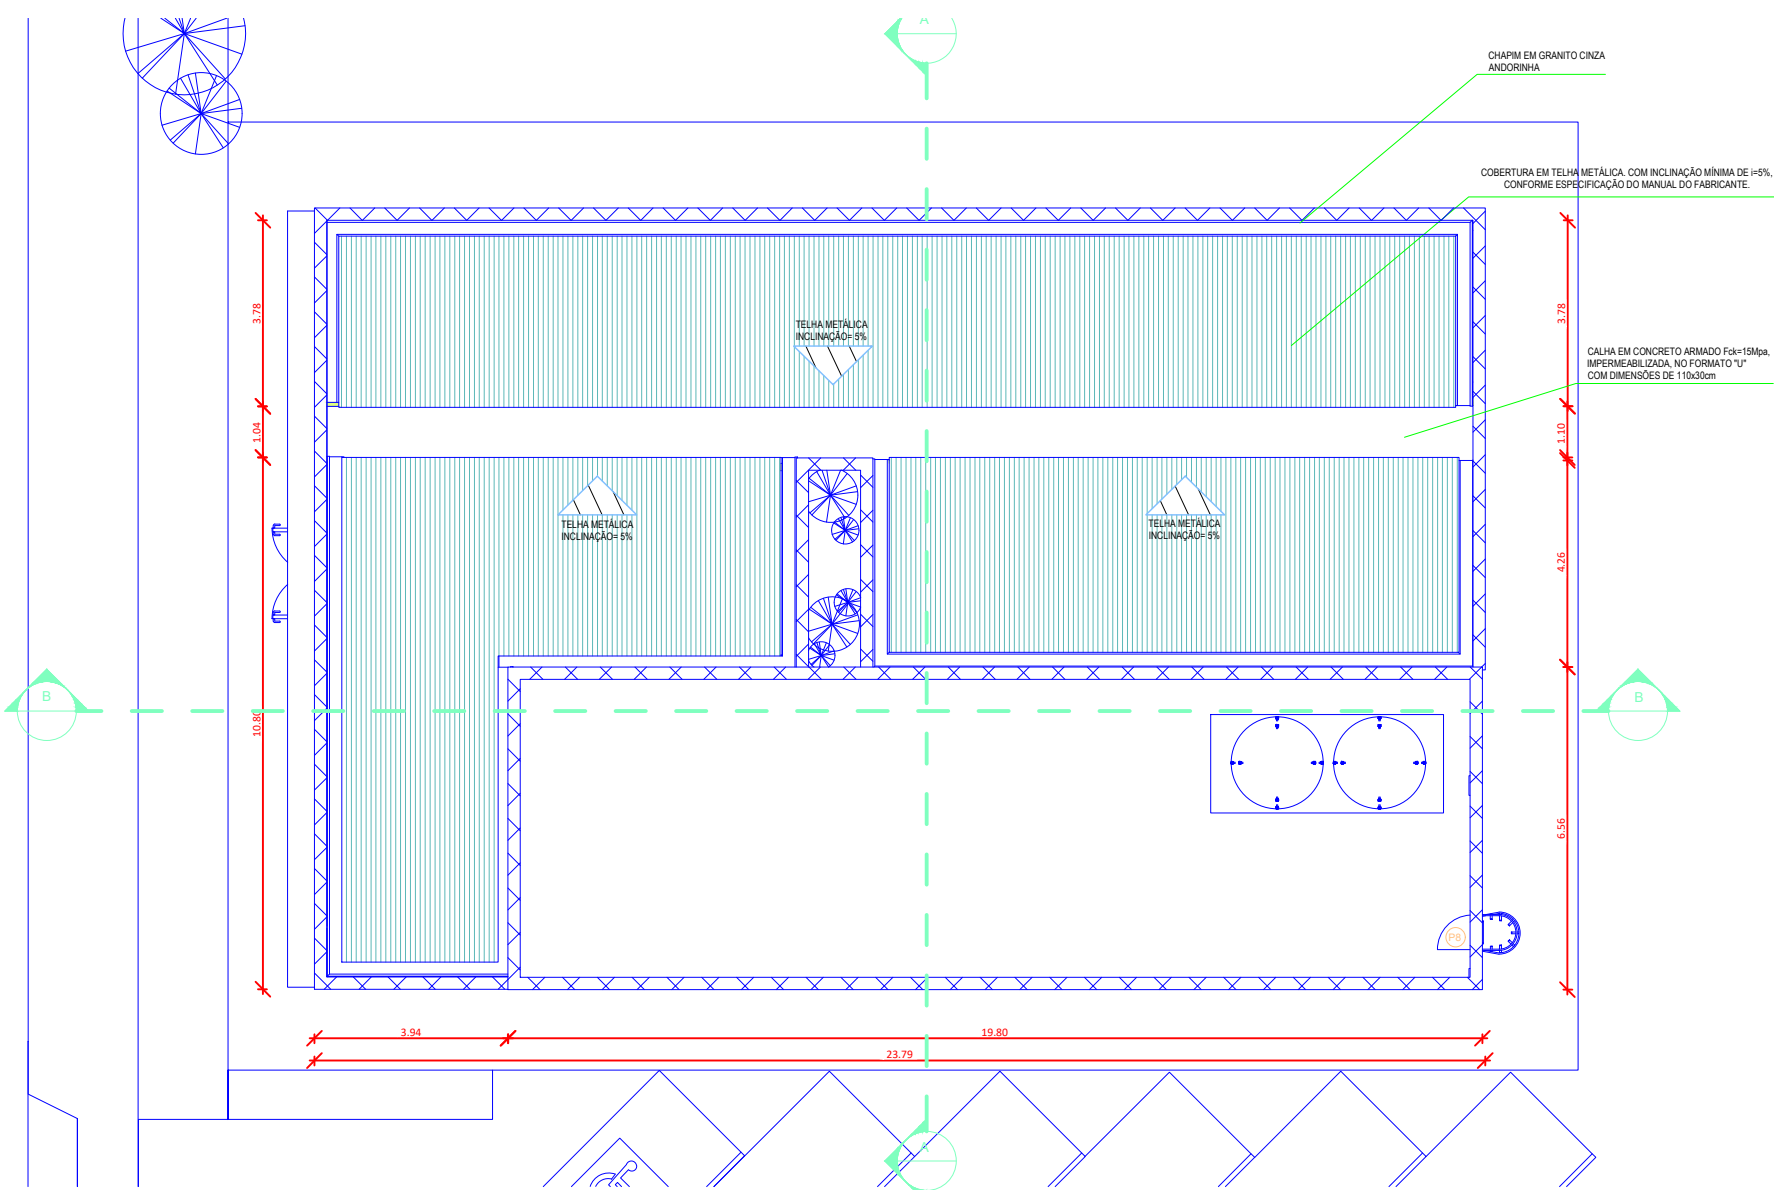 A
CHAPIM EM GRANITO CINZA
ANDORINHA
COBERTURA EM TELHA METÁLICA. COM INCLINAÇÃO MÍNIMA DE i=5%,
CONFORME ESPECIFICAÇÃO DO MANUAL DO FABRICANTE.
3.78
3.78
TELHA METÁLICA
INCLINAÇÃO= 5%
CALHA EM CONCRETO ARMADO Fck=15Mpa,
IMPERMEABILIZADA, NO FORMATO "U"
COM DIMENSÕES DE 110x30cm
1.04
1.10
TELHA METÁLICA
INCLINAÇÃO= 5%
TELHA METÁLICA
INCLINAÇÃO= 5%
4.26
B
B
10.80
6.56
P8
3.94
19.80
23.79
A